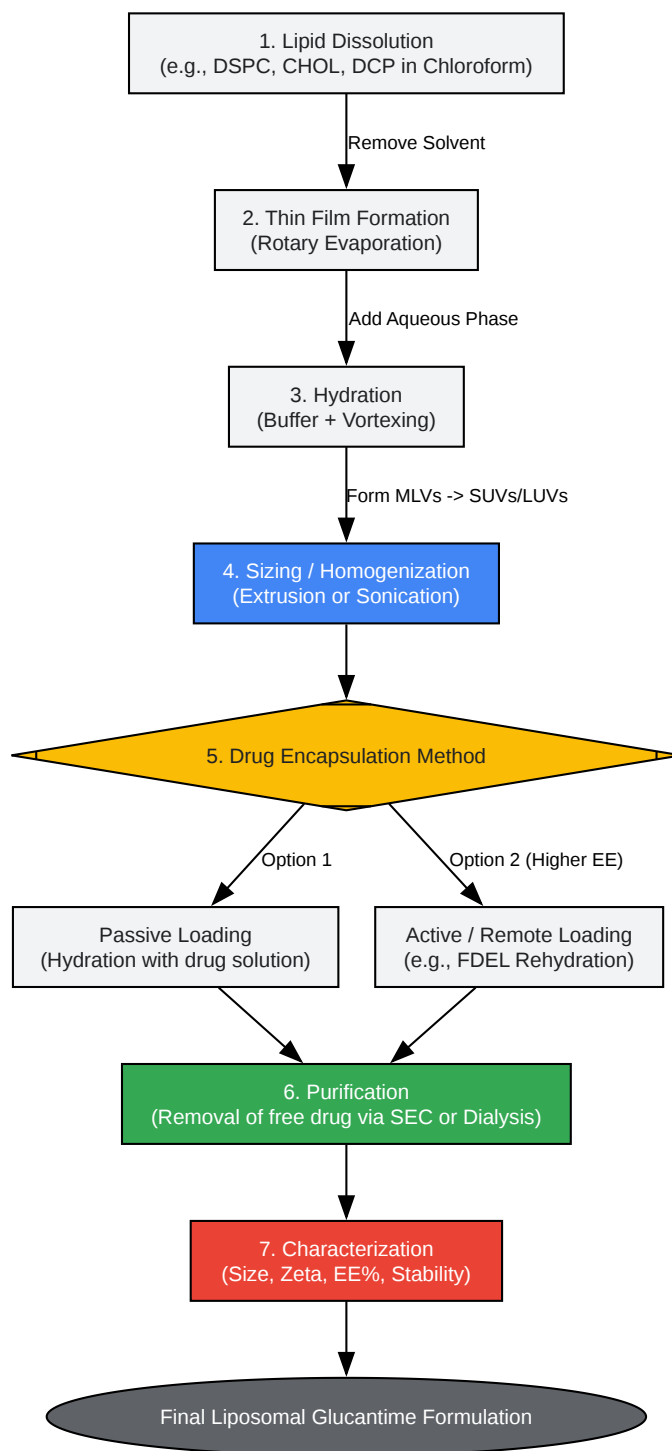 1. Lipid Dissolution
(e.g., DSPC, CHOL, DCP in Chloroform)
Remove Solvent
2. Thin Film Formation
(Rotary Evaporation)
Add Aqueous Phase
3. Hydration
(Buffer + Vortexing)
Form MLVs -> SUVs/LUVs
4. Sizing / Homogenization
(Extrusion or Sonication)
5. Drug Encapsulation Method
Option 1
Option 2 (Higher EE)
Passive Loading
(Hydration with drug solution)
Active / Remote Loading
(e.g., FDEL Rehydration)
6. Purification
(Removal of free drug via SEC or Dialysis)
7. Characterization
(Size, Zeta, EE%, Stability)
Final Liposomal Glucantime Formulation